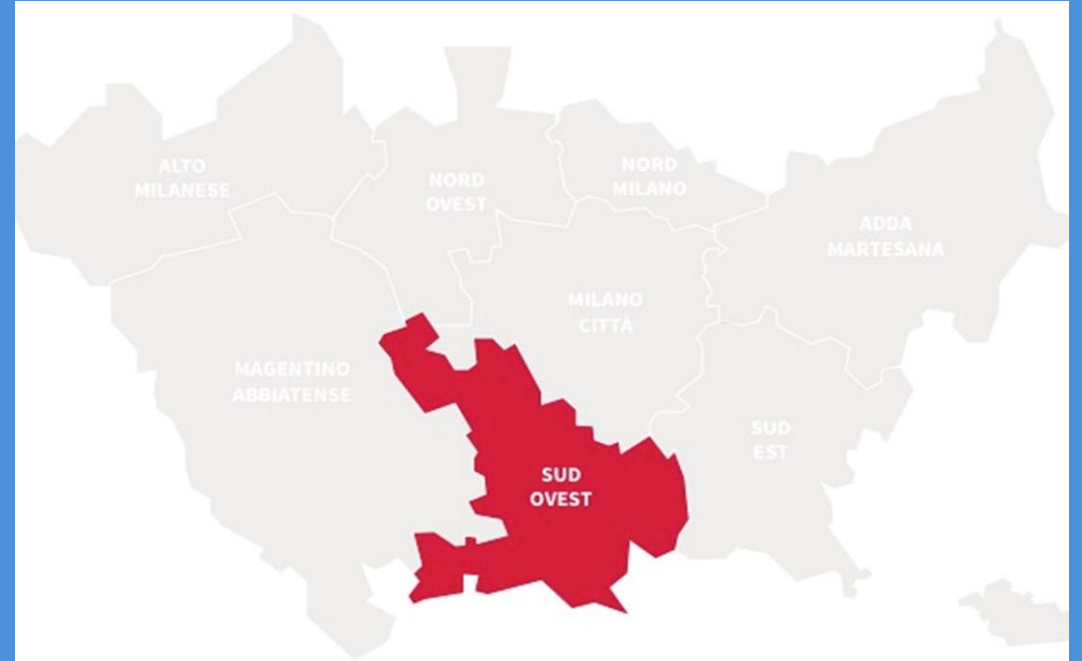 ALTO
MILANESE
NORD
OVEST
NORD
MILANO
ADDA
MARTESANA
MILANO
CITTÀ
MAGENTINO
ABBIATENSE
SUD
EST
SUD
OVEST